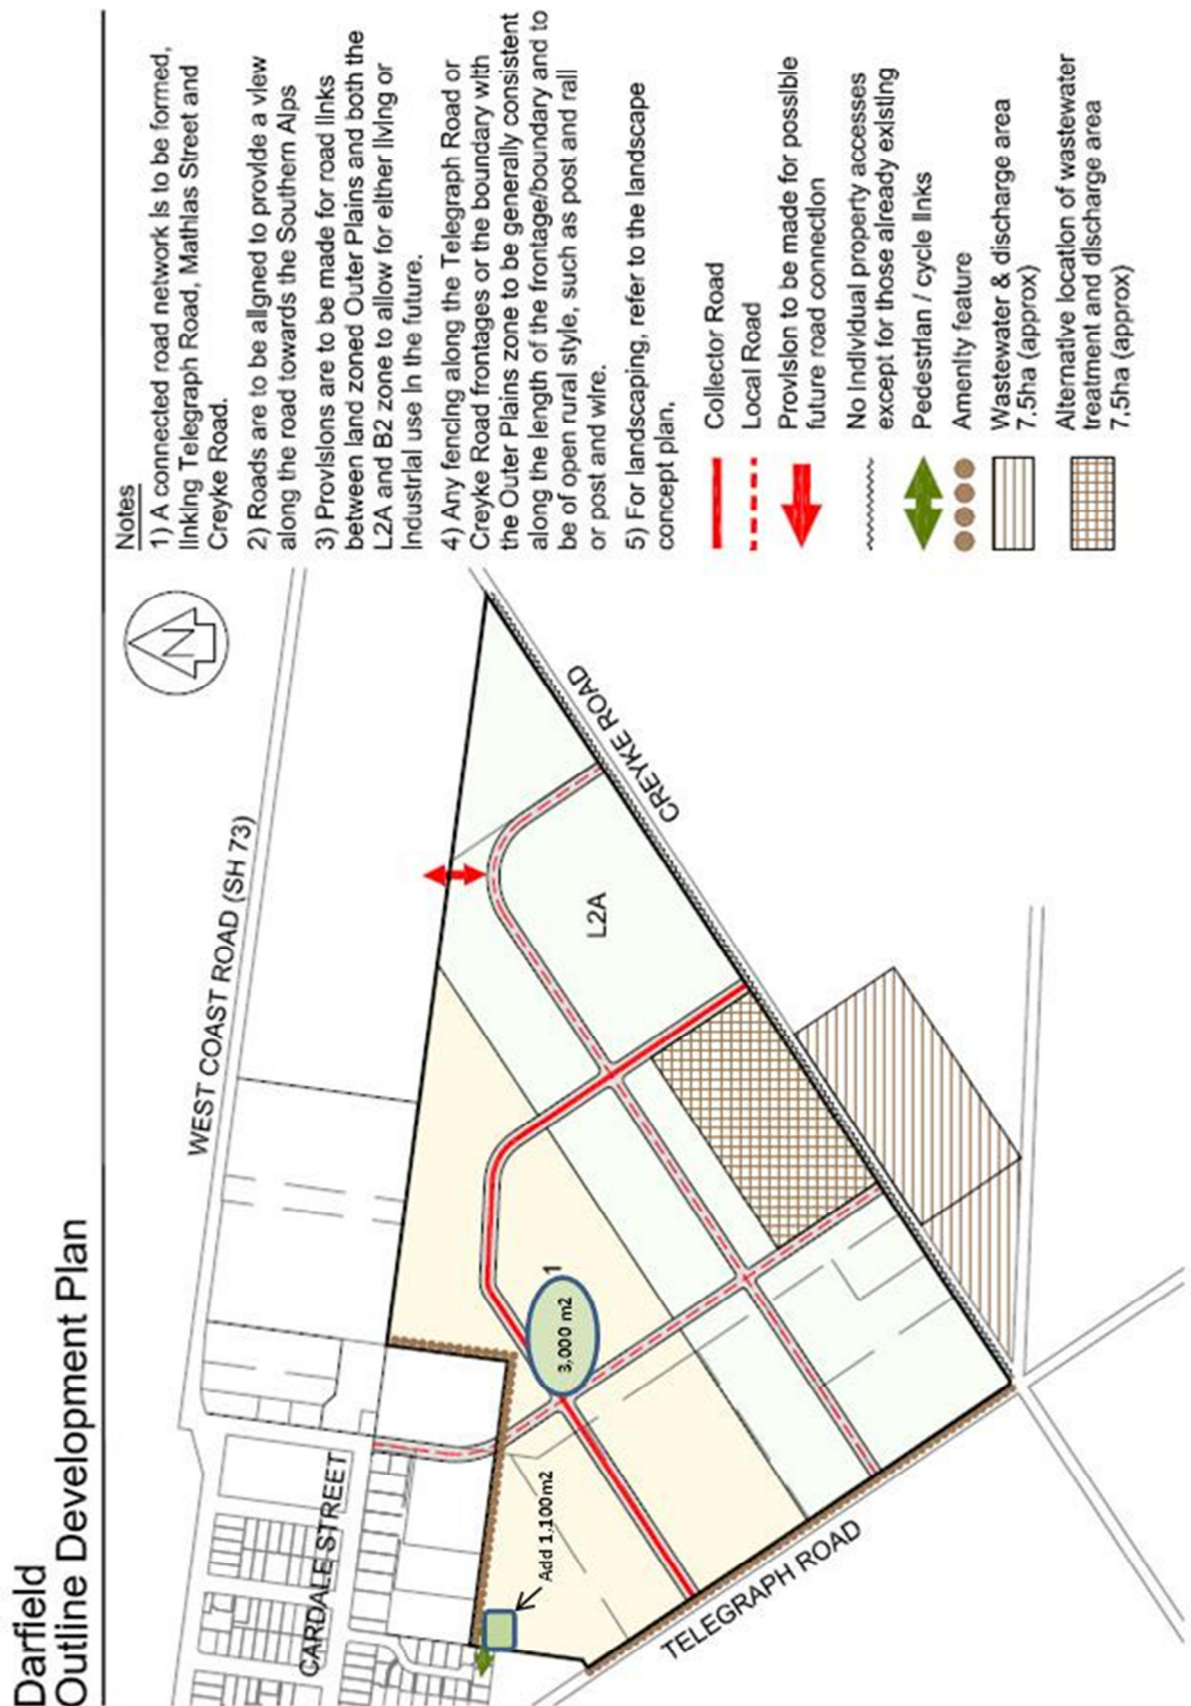 Darfield
Outline Development Plan
Notes
1) A connected road network is to be formed,
linking Telegraph Road, Mathias Street and
Creyke Road.
2) Roads are to be aligned to provide a view
along the road towards the Southern Alps
3) Provisions are to be made for road links
between land zoned Outer Plains and both the
L2A and B2 zone to allow for either living or
Industrial use in the future.
4) Any fencing along the Telegraph Road or
Creyke Road frontages or the boundary with
the Outer Plains zone to be generally consistent
along the length of the frontage/boundary and to
be of open rural style, such as post and rail
or post and wire.
5) For landscaping, refer to the landscape
concept plan,
Collector Road
Local Road
Provision to be made for possible
future road connection
No Individual property accesses
except for those already existing
Pedestrian / cycle links
Amenity feature
Wastewater & discharge area
7.5ha (approx)
Alternative location of wastewater
treatment and discharge area
7.5ha (approx)
N
WEST COAST ROAD (SH 73)
CARDALE STREET
CREYKE ROAD
TELEGRAPH ROAD
L2A
1
3,000 m2
Add 1,100m2